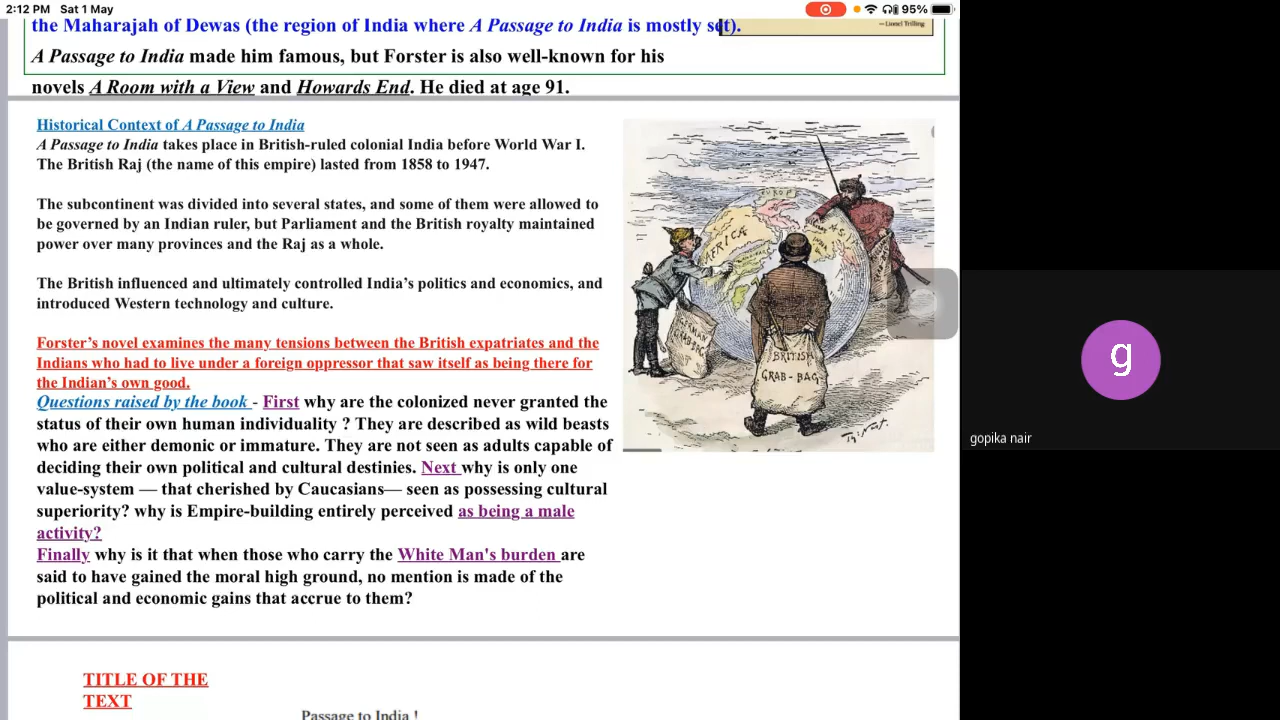 2:12 PM Sat 1 May
95%
the Maharajah of Dewas (the region of India where A Passage to India is mostly set).
— Lionel Trilling
A Passage to India made him famous, but Forster is also well-known for his
novels A Room with a View and Howards End. He died at age 91.
Historical Context of A Passage to India
A Passage to India takes place in British-ruled colonial India before World War I.
The British Raj (the name of this empire) lasted from 1858 to 1947.
The subcontinent was divided into several states, and some of them were allowed to
be governed by an Indian ruler, but Parliament and the British royalty maintained
power over many provinces and the Raj as a whole.
The British influenced and ultimately controlled India’s politics and economics, and
introduced Western technology and culture.
Forster’s novel examines the many tensions between the British expatriates and the
Indians who had to live under a foreign oppressor that saw itself as being there for
the Indian’s own good.
Questions raised by the book - First why are the colonized never granted the
status of their own human individuality ? They are described as wild beasts
who are either demonic or immature. They are not seen as adults capable of
deciding their own political and cultural destinies. Next why is only one
value-system — that cherished by Caucasians— seen as possessing cultural
superiority? why is Empire-building entirely perceived as being a male
activity?
Finally why is it that when those who carry the White Man's burden are
said to have gained the moral high ground, no mention is made of the
political and economic gains that accrue to them?
EUROP
AFRICA
GERMAN
GRAB-BAG
BRITISH
GRAB-BAG
g
gopika nair
TITLE OF THE
TEXT
Passage to India !